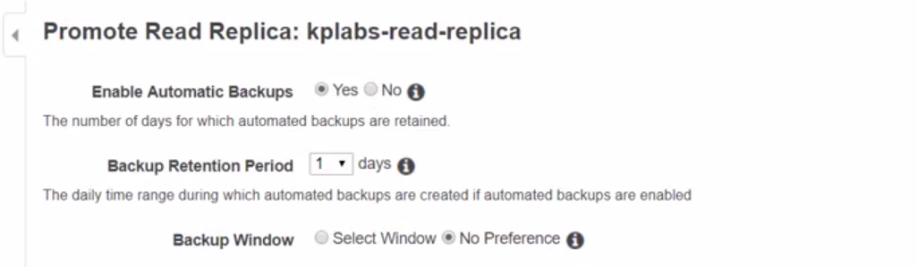 Promote Read Replica: kplabs-read-replica
Enable Automatic Backups Yes No
The number of days for which automated backups are retained.
Backup Retention Period 1 days
The daily time range during which automated backups are created if automated backups are enabled
Backup Window Select Window No Preference